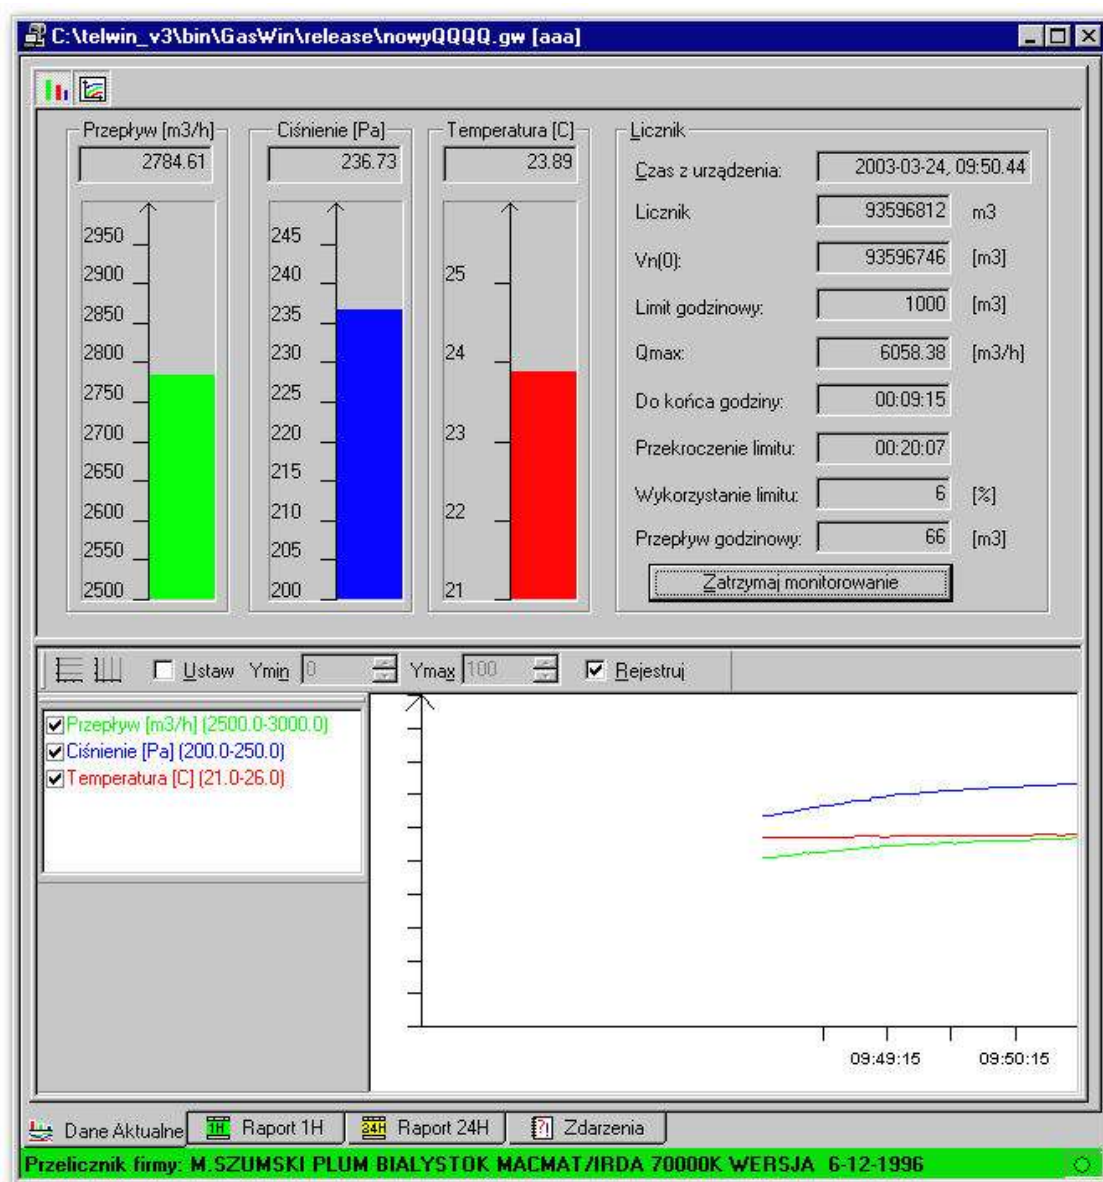 C:\telwin_v3\bin\GasWin\release\nowyQQQQ.gw [aaa]
Przepływ [m3/h] Ciśnienie [Pa] Temperatura [C] Licznik
2784.61 236.73 23.89
Czas z urządzenia: 2003-03-24, 09:50.44
Licznik 93596812 m3
Vn(0): 93596746 [m3]
Limit godzinowy: 1000 [m3]
Qmax: 6058.38 [m3/h]
Do końca godziny: 00:09:15
Przekroczenie limitu: 00:20:07
Wykorzystanie limitu: 6 [%]
Przepływ godzinowy: 66 [m3]
Zatrzymaj monitorowanie
2950 245
2900 240 25
2850 235
2800 230 24
2750 225
2700 220 23
2650 215
2600 210 22
2550 205
2500 200 21
Ustaw Ymin 0 Ymax 100 Rejestruj
Przepływ [m3/h] (2500.0-3000.0)
Ciśnienie [Pa] (200.0-250.0)
Temperatura [C] (21.0-26.0)
09:49:15 09:50:15
Dane Aktualne 1H Raport 1H 24H Raport 24H ?! Zdarzenia
Przelicznik firmy: M.SZUMSKI PLUM BIALYSTOK MACMAT/IRDA 70000K WERSJA 6-12-1996